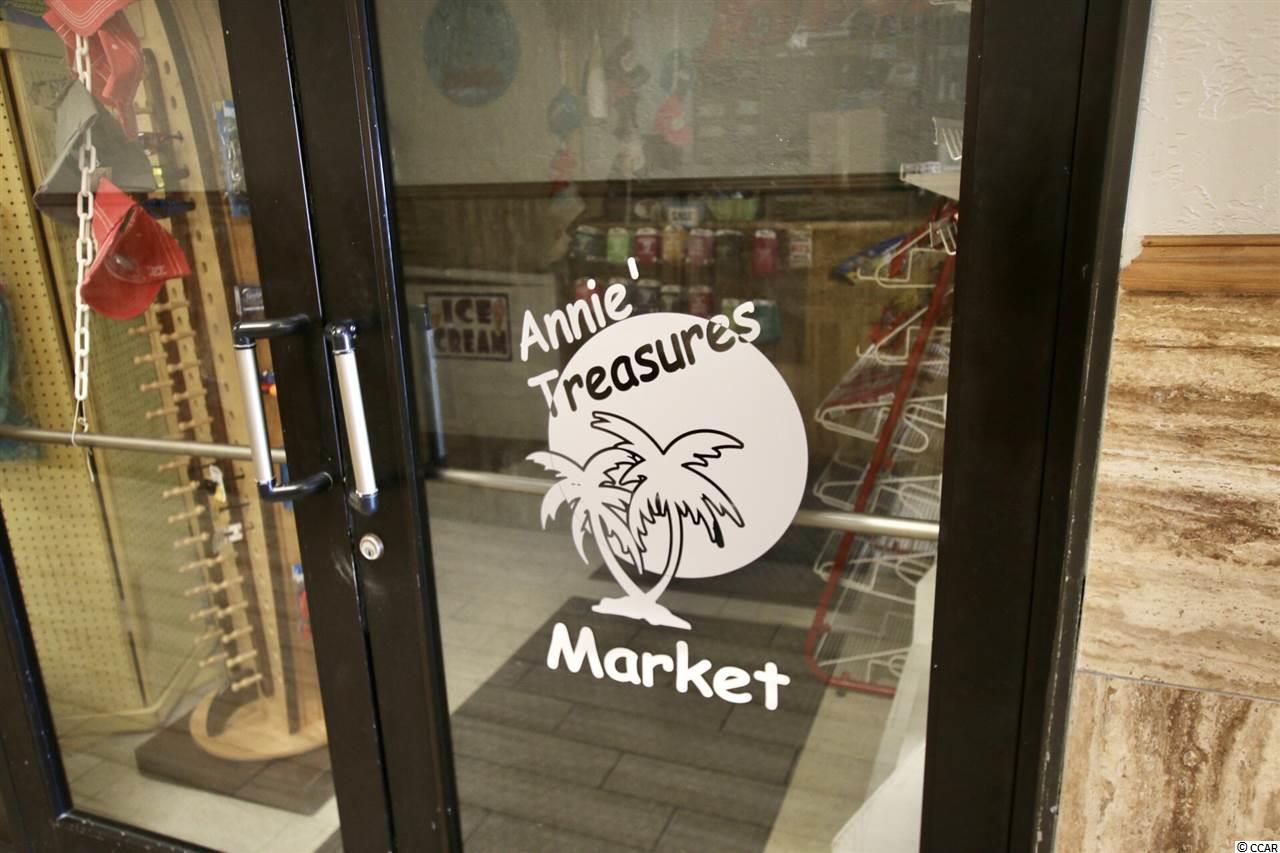 Annie'
Treasures
Market
ICE
CREAM
© CCAR